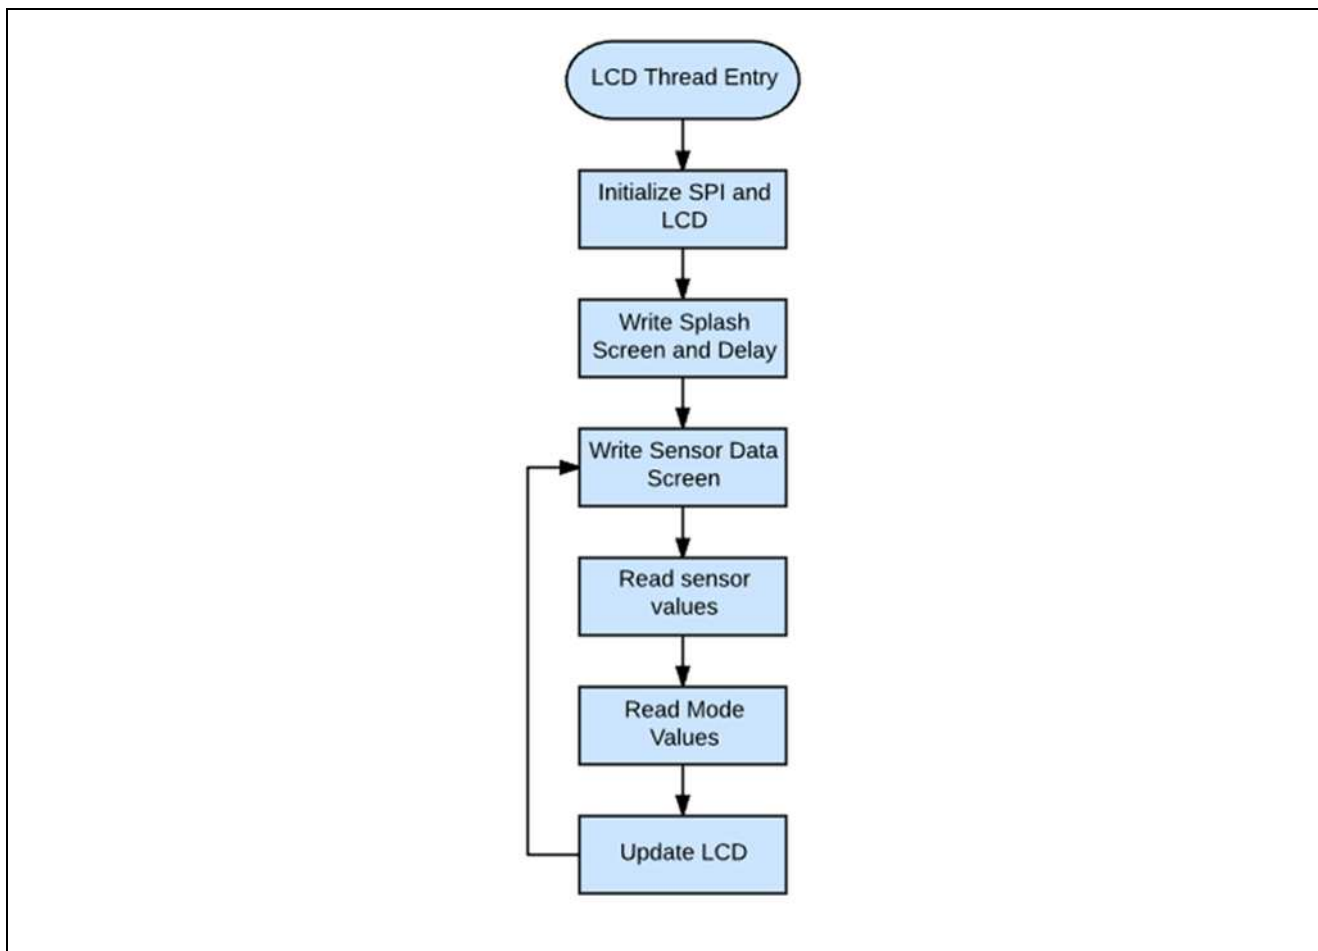 LCD Thread Entry
Initialize SPI and
LCD
Write Splash
Screen and Delay
Write Sensor Data
Screen
Read sensor
values
Read Mode
Values
Update LCD